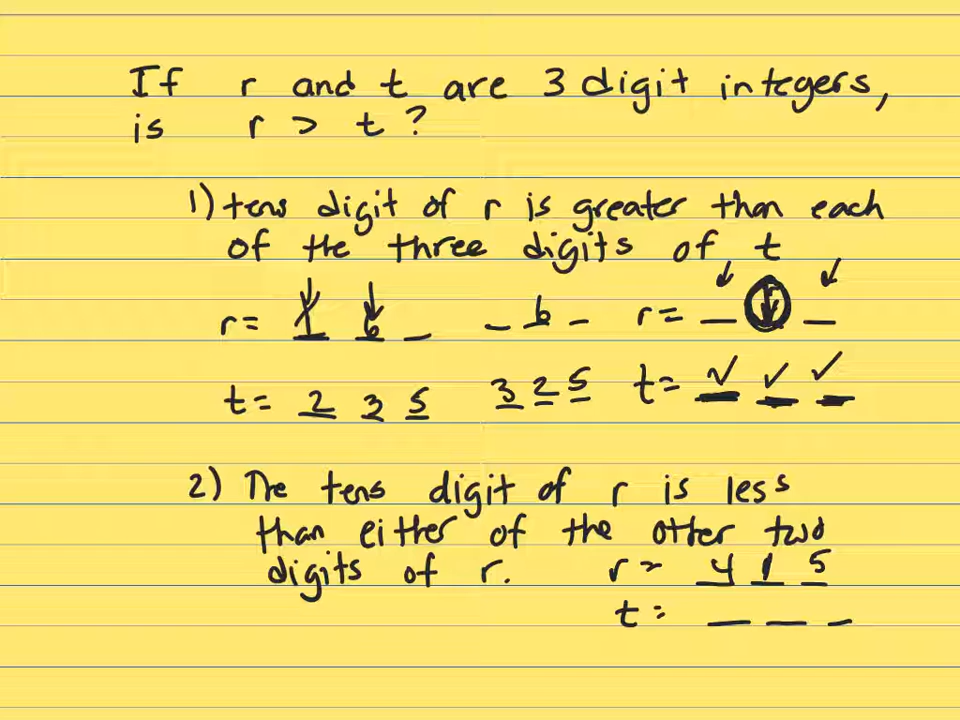 If r and t are 3 digit integers,
is r > t ?
1) tens digit of r is greater than each
of the three digits of t
r = 1 6 _ _ 6 _ r = _ _ _
t = 2 3 5 3 2 5 t = ✓ ✓ ✓
2) The tens digit of r is less
than either of the other two
digits of r. r = 4 1 5
t = _ _ _